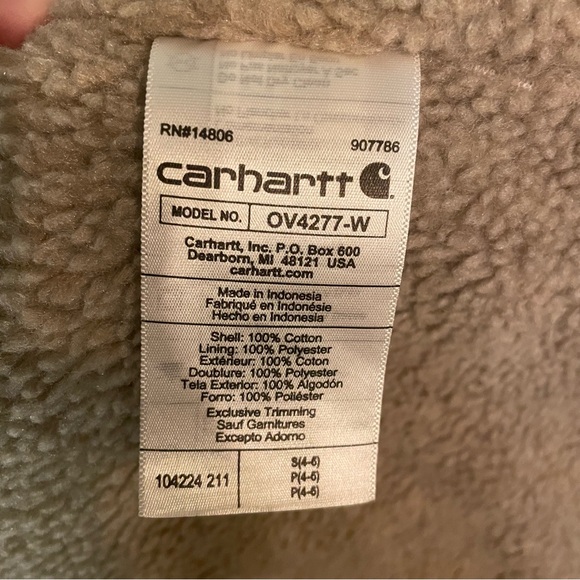 RN#14806
907786
carhartt
MODEL NO. OV4277-W
Carhartt, Inc. P.O. Box 600
Dearborn, MI 48121 USA
carhartt.com
Made in Indonesia
Fabriqué en Indonésie
Hecho en Indonesia
Shell: 100% Cotton
Lining: 100% Polyester
Extérieur: 100% Coton
Doublure: 100% Polyester
Tela Exterior: 100% Algodón
Forro: 100% Poliéster
Exclusive Trimming
Sauf Garnitures
Excepto Adorno
104224 211
S(4-6)
P(4-6)
P(4-6)